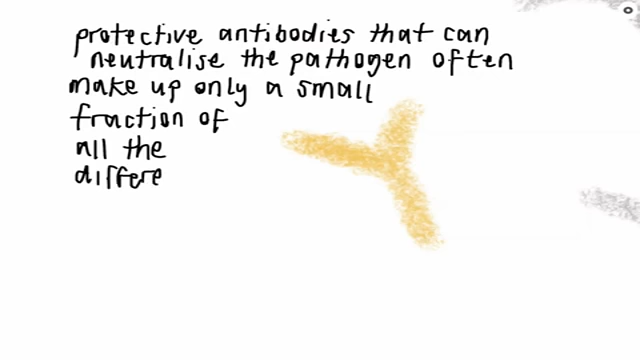 protective antibodies that can
neutralise the pathogen often
make up only a small
fraction of
all the
differe